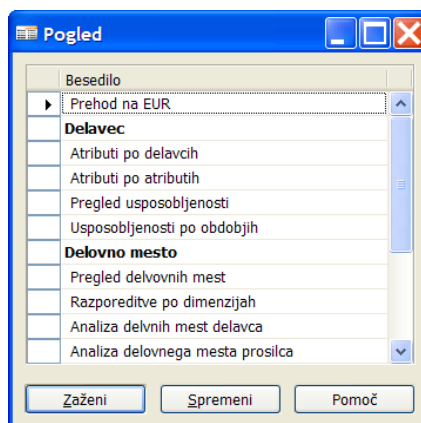 Pogled
Besedilo
Prehod na EUR
Delavec
Atributi po delavcih
Atributi po atributih
Pregled usposobljenosti
Usposobljenosti po obdobjih
Delovno mesto
Pregled delvovnih mest
Razporeditve po dimenzijah
Analiza delvnih mest delavca
Analiza delovnega mesta prosilca
Zaženi Spremeni Pomoč